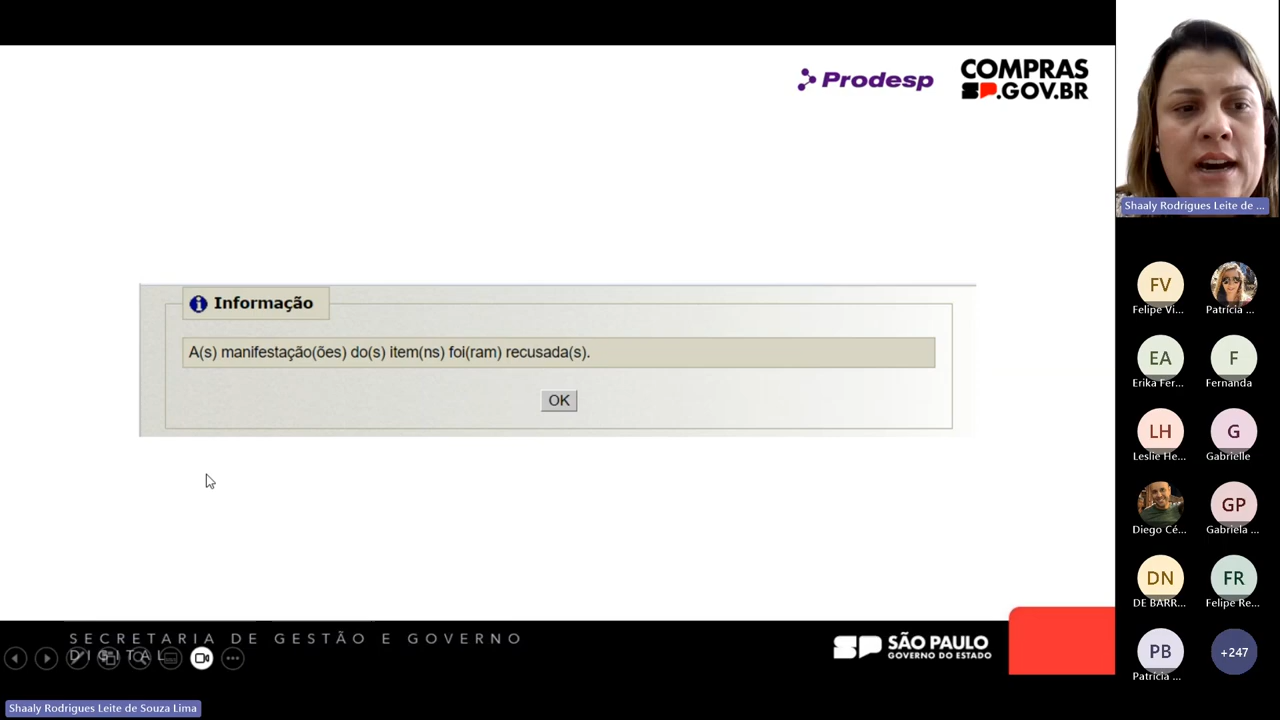 Prodesp
COMPRAS
SP.GOV.BR
Informação
A(s) manifestação(ões) do(s) item(ns) foi(ram) recusada(s).
OK
SECRETARIA DE GESTÃO E GOVERNO
DIGITAL
SP SÃO PAULO
GOVERNO DO ESTADO
Shaaly Rodrigues Leite de Souza Lima
Shaaly Rodrigues Leite de ...
FV
Felipe Vi...
Patrícia ...
EA
Erika Fer...
F
Fernanda
LH
Leslie He...
G
Gabrielle
Diego Cé...
GP
Gabriela ...
DN
DE BARR...
FR
Felipe Re...
PB
Patrícia ...
+247